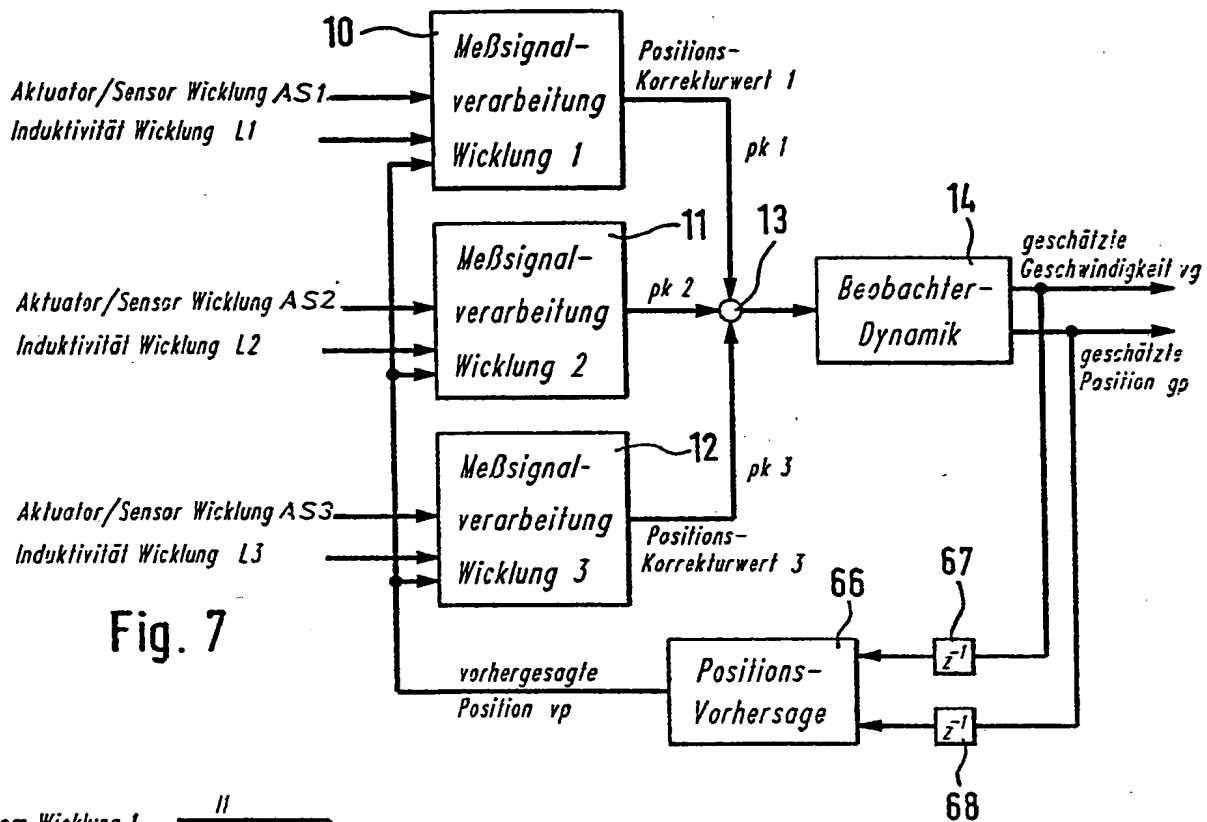 10
Meßsignal-
verarbeitung
Wicklung 1
Positions-
Korrekturwert 1
Aktuator/Sensor Wicklung AS1
Induktivität Wicklung L1
pk 1
11
Meßsignal-
verarbeitung
Wicklung 2
pk 2
13
14
Beobachter-
Dynamik
geschätzte
Geschwindigkeit vg
geschätzte
Position gp
Aktuator/Sensor Wicklung AS2
Induktivität Wicklung L2
12
Meßsignal-
verarbeitung
Wicklung 3
pk 3
Positions-
Korrekturwert 3
Aktuator/Sensor Wicklung AS3
Induktivität Wicklung L3
Fig. 7
66
67
z⁻¹
Positions-
Vorhersage
vorhergesagte
Position vp
z⁻¹
68
Wicklung 1